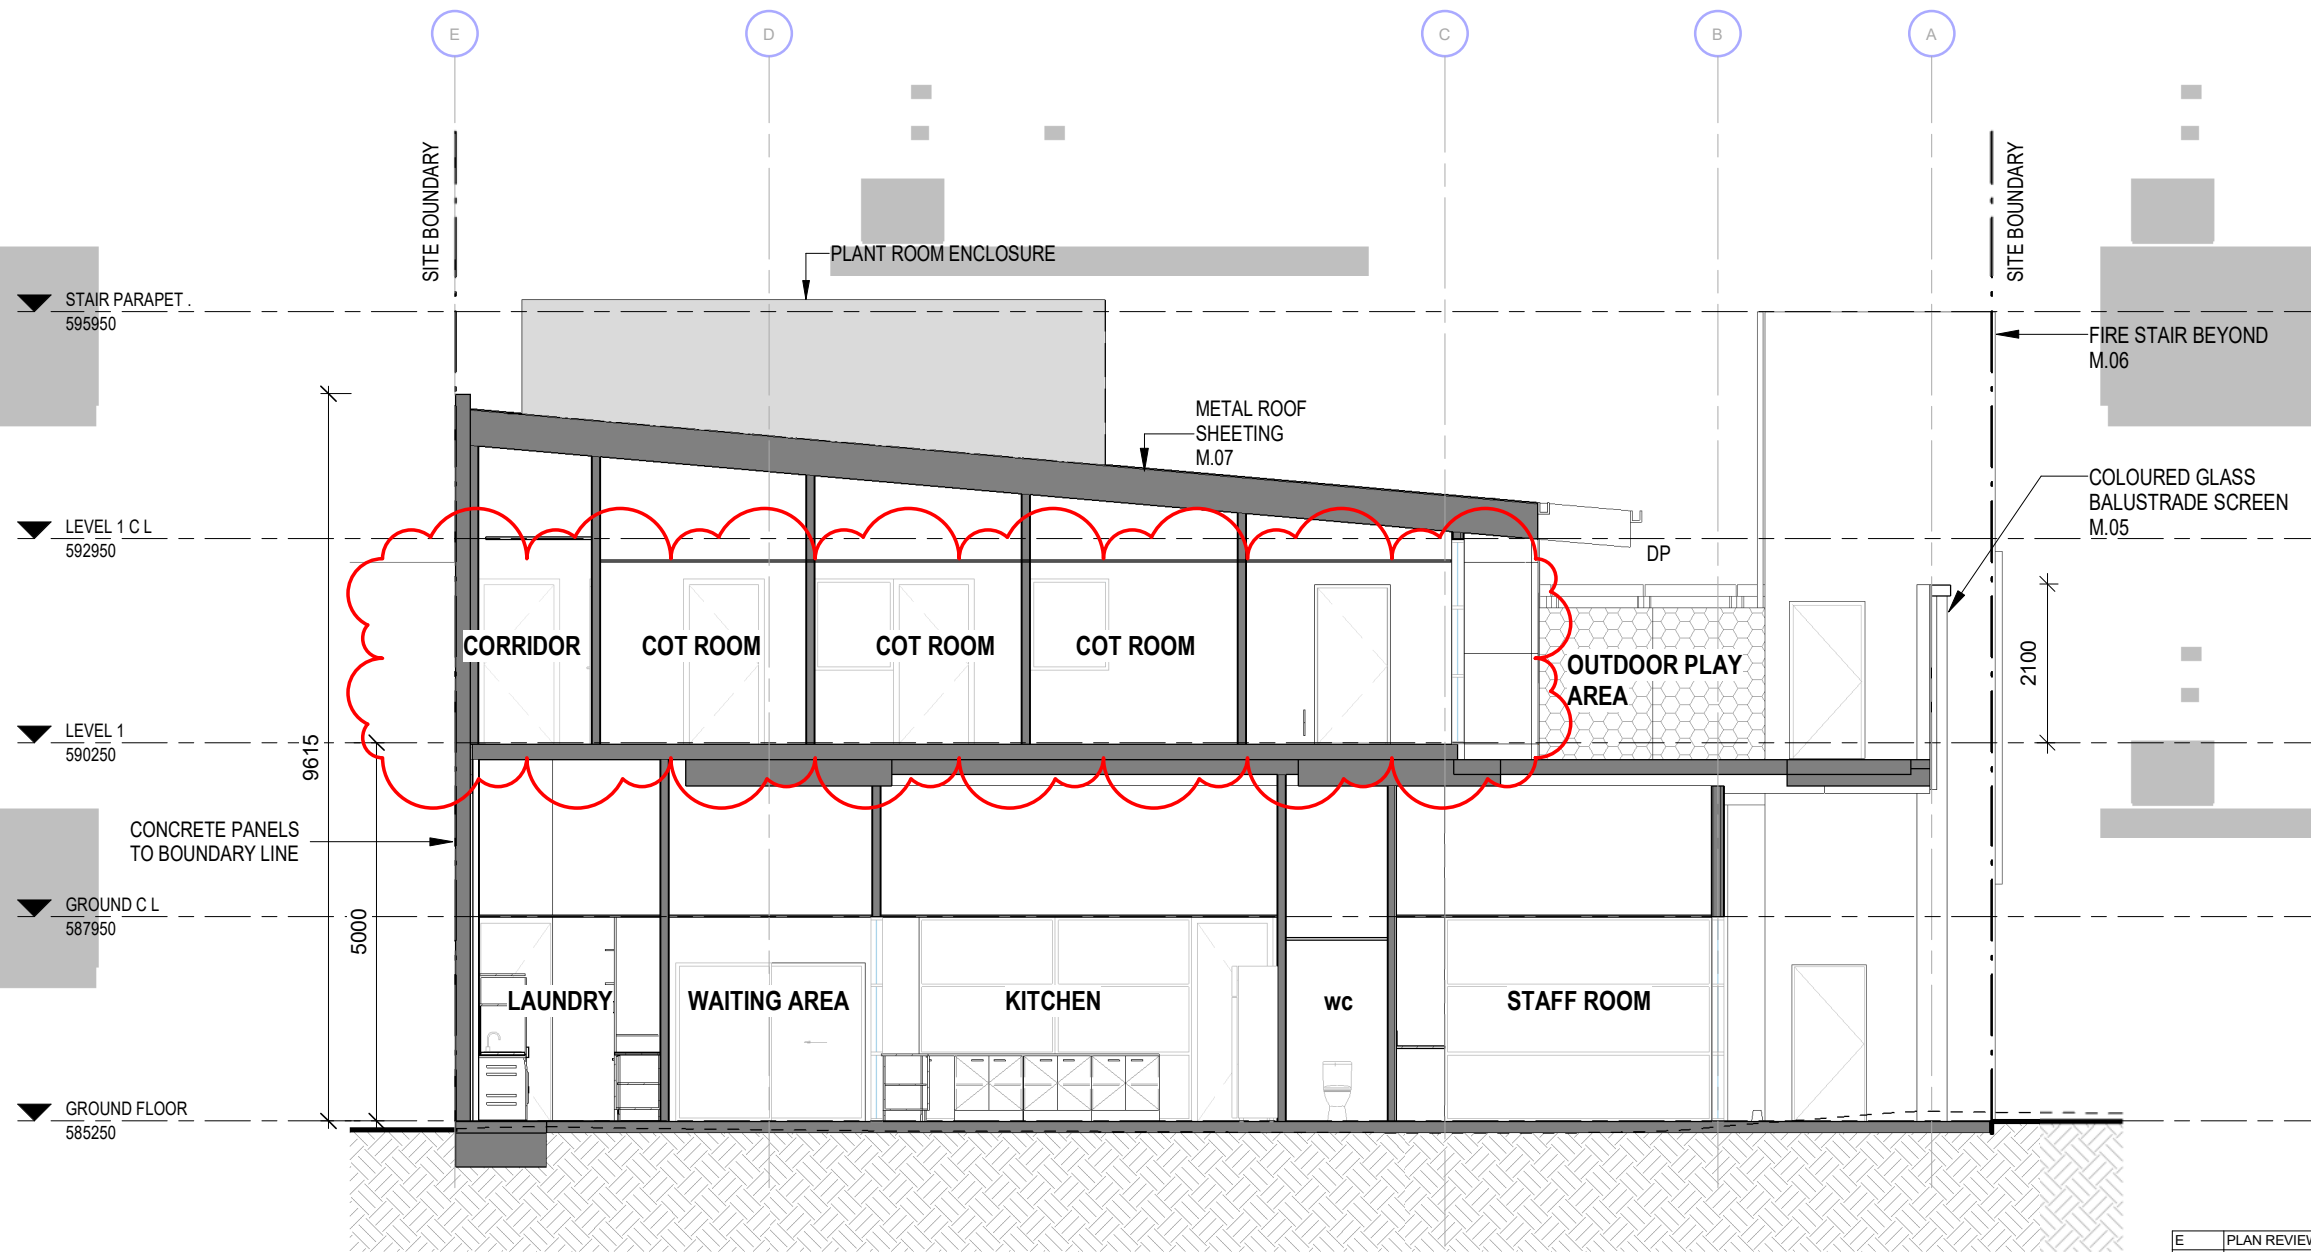 E
D
C
B
A
SITE BOUNDARY
SITE BOUNDARY
PLANT ROOM ENCLOSURE
STAIR PARAPET .
595950
FIRE STAIR BEYOND
M.06
METAL ROOF
SHEETING
M.07
COLOURED GLASS
BALUSTRADE SCREEN
M.05
LEVEL 1 C L
592950
DP
CORRIDOR
COT ROOM
COT ROOM
COT ROOM
OUTDOOR PLAY
AREA
2100
LEVEL 1
590250
9615
CONCRETE PANELS
TO BOUNDARY LINE
GROUND C L
587950
5000
LAUNDRY
WAITING AREA
KITCHEN
WC
STAFF ROOM
GROUND FLOOR
585250
E
PLAN REVIEW